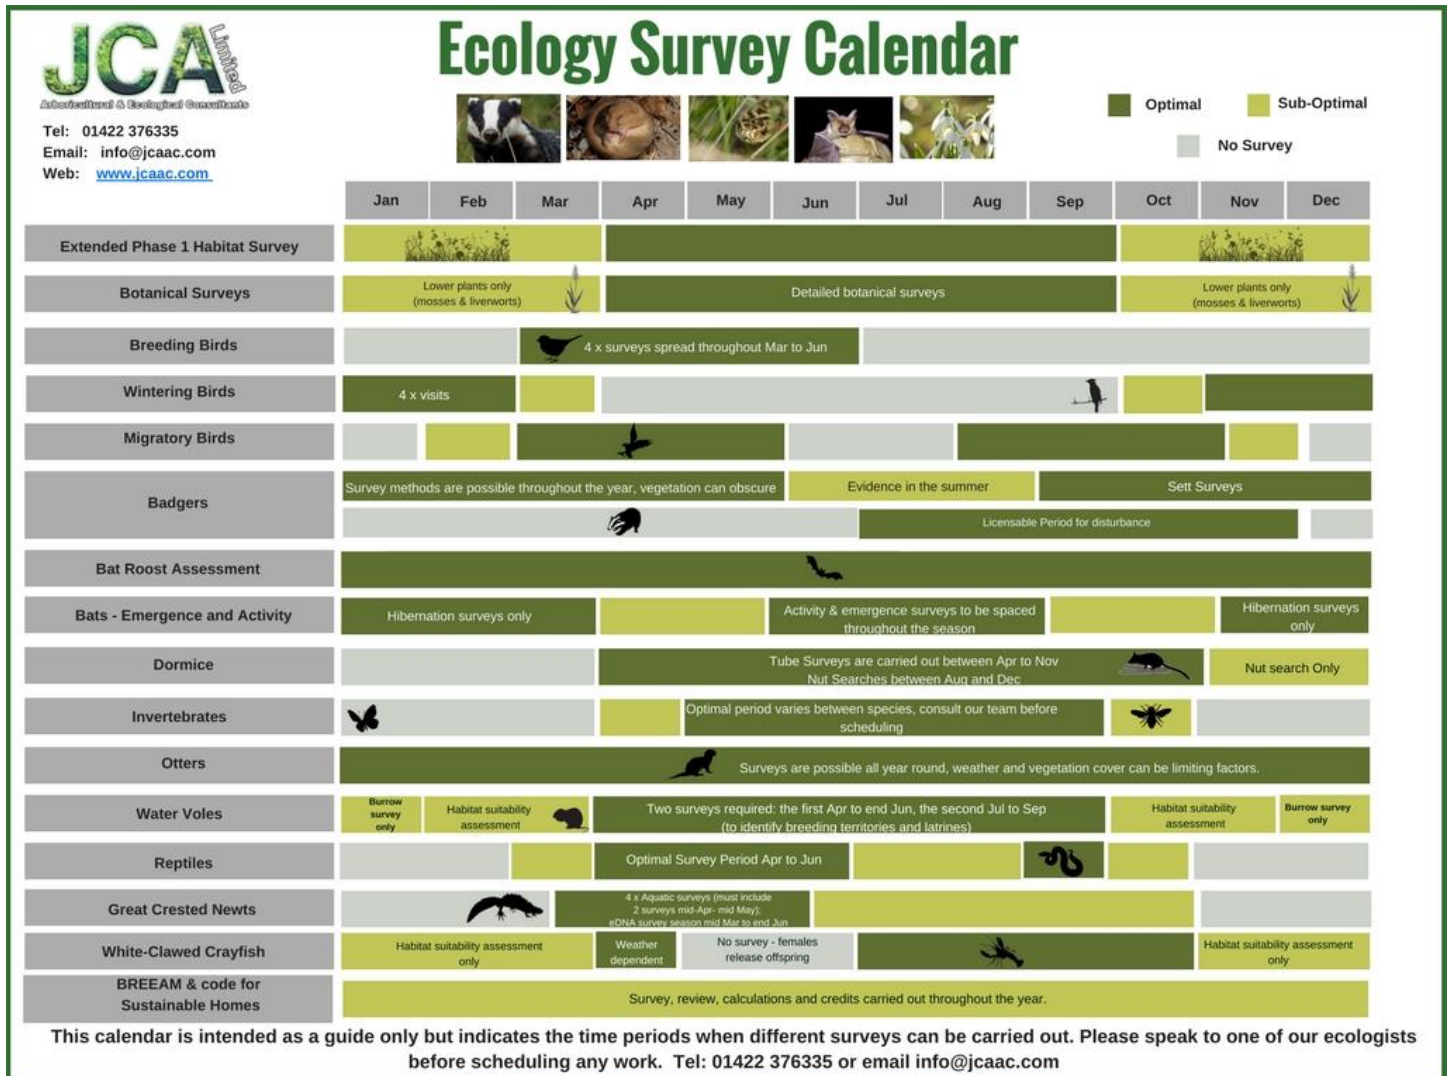 JCA
Limited
Arboricultural & Ecological Consultants
Tel: 01422 376335
Email: info@jcaac.com
Web: www.jcaac.com
Ecology Survey Calendar
Optimal
Sub-Optimal
No Survey
Jan Feb Mar Apr May Jun Jul Aug Sep Oct Nov Dec
Extended Phase 1 Habitat Survey
Botanical Surveys
Lower plants only
(mosses & liverworts)
Detailed botanical surveys
Lower plants only
(mosses & liverworts)
Breeding Birds
4 x surveys spread throughout Mar to Jun
Wintering Birds
4 x visits
Migratory Birds
Badgers
Survey methods are possible throughout the year, vegetation can obscure
Evidence in the summer
Sett Surveys
Licensable Period for disturbance
Bat Roost Assessment
Bats - Emergence and Activity
Hibernation surveys only
Activity & emergence surveys to be spaced
throughout the season
Hibernation surveys
only
Dormice
Tube Surveys are carried out between Apr to Nov
Nut Searches between Aug and Dec
Nut search Only
Invertebrates
Optimal period varies between species, consult our team before
scheduling
Otters
Surveys are possible all year round, weather and vegetation cover can be limiting factors.
Water Voles
Burrow
survey
only
Habitat suitability
assessment
Two surveys required: the first Apr to end Jun, the second Jul to Sep
(to identify breeding territories and latrines)
Habitat suitability
assessment
Burrow survey
only
Reptiles
Optimal Survey Period Apr to Jun
Great Crested Newts
4 x Aquatic surveys (must include
2 surveys mid-Apr- mid May);
eDNA survey season mid Mar to end Jun
White-Clawed Crayfish
Habitat suitability assessment
only
Weather
dependent
No survey - females
release offspring
Habitat suitability assessment
only
BREEAM & code for
Sustainable Homes
Survey, review, calculations and credits carried out throughout the year.
This calendar is intended as a guide only but indicates the time periods when different surveys can be carried out. Please speak to one of our ecologists
before scheduling any work. Tel: 01422 376335 or email info@jcaac.com